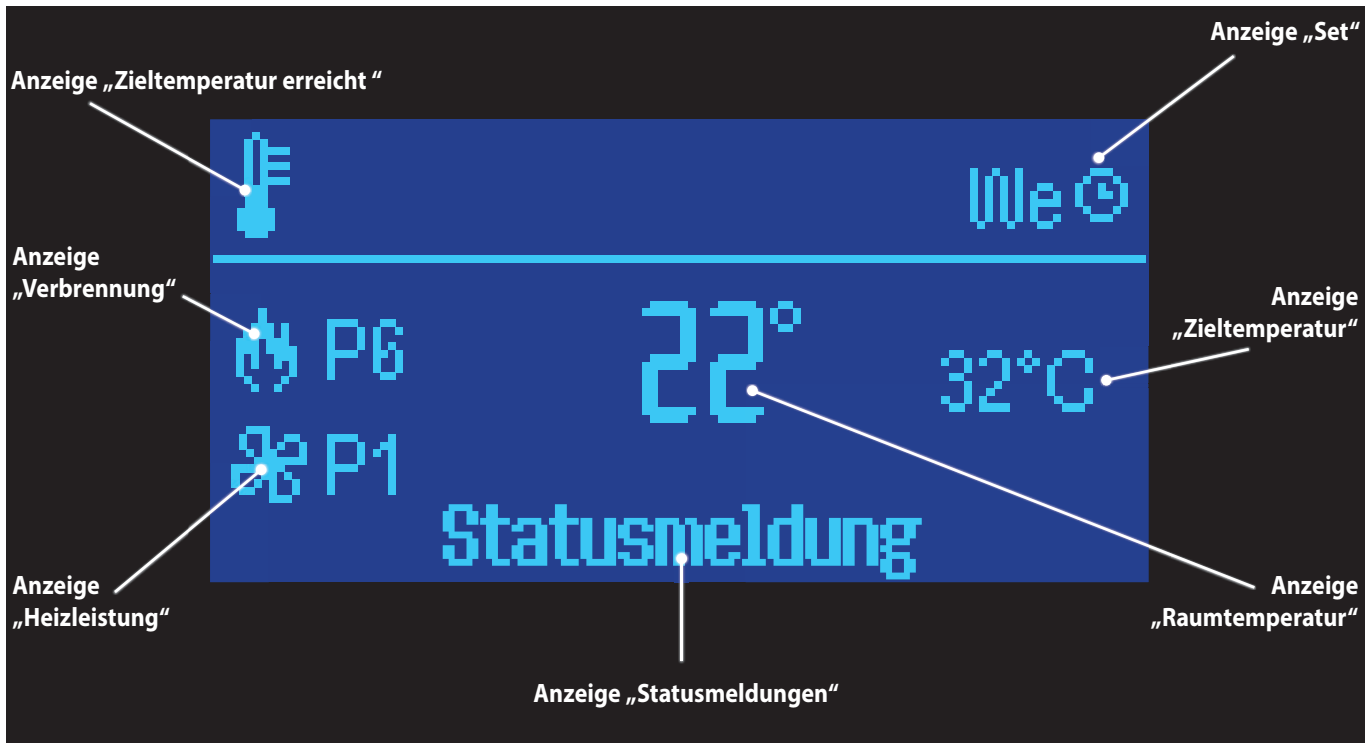 Anzeige „Set“
Anzeige „Zieltemperatur erreicht “
We
Anzeige
„Verbrennung“
P6
22°
Anzeige
„Zieltemperatur“
32°C
P1
Statusmeldung
Anzeige
„Heizleistung“
Anzeige
„Raumtemperatur“
Anzeige „Statusmeldungen“